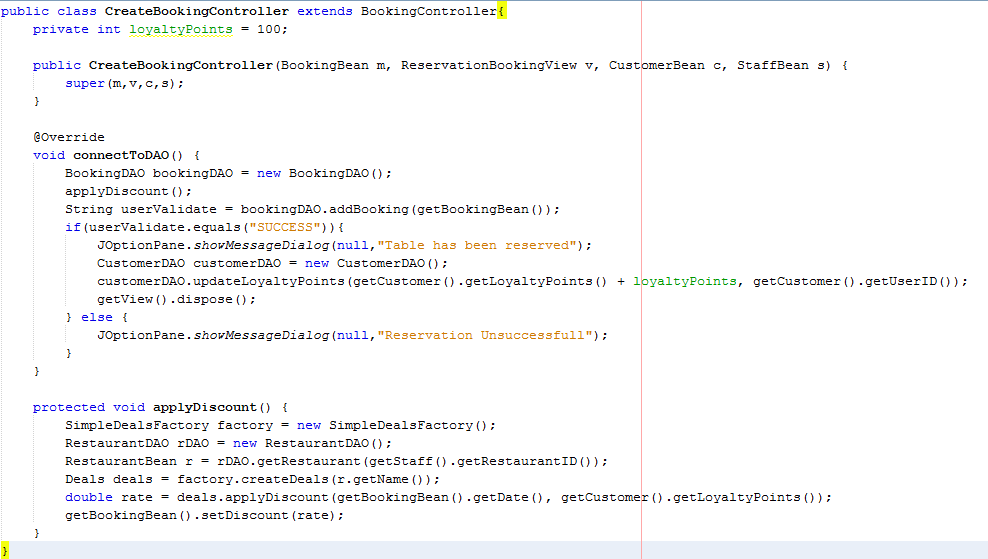 public class CreateBookingController extends BookingController{
    private int loyaltyPoints = 100;

    public CreateBookingController(BookingBean m, ReservationBookingView v, CustomerBean c, StaffBean s) {
        super(m,v,c,s);
    }

    @Override
    void connectToDAO() {
        BookingDAO bookingDAO = new BookingDAO();
        applyDiscount();
        String userValidate = bookingDAO.addBooking(getBookingBean());
        if(userValidate.equals("SUCCESS")){
            JOptionPane.showMessageDialog(null,"Table has been reserved");
            CustomerDAO customerDAO = new CustomerDAO();
            customerDAO.updateLoyaltyPoints(getCustomer().getLoyaltyPoints() + loyaltyPoints, getCustomer().getUserID());
            getView().dispose();
        } else {
            JOptionPane.showMessageDialog(null,"Reservation Unsuccessfull");
        }
    }

    protected void applyDiscount() {
        SimpleDealsFactory factory = new SimpleDealsFactory();
        RestaurantDAO rDAO = new RestaurantDAO();
        RestaurantBean r = rDAO.getRestaurant(getStaff().getRestaurantID());
        Deals deals = factory.createDeals(r.getName());
        double rate = deals.applyDiscount(getBookingBean().getDate(), getCustomer().getLoyaltyPoints());
        getBookingBean().setDiscount(rate);
    }
}